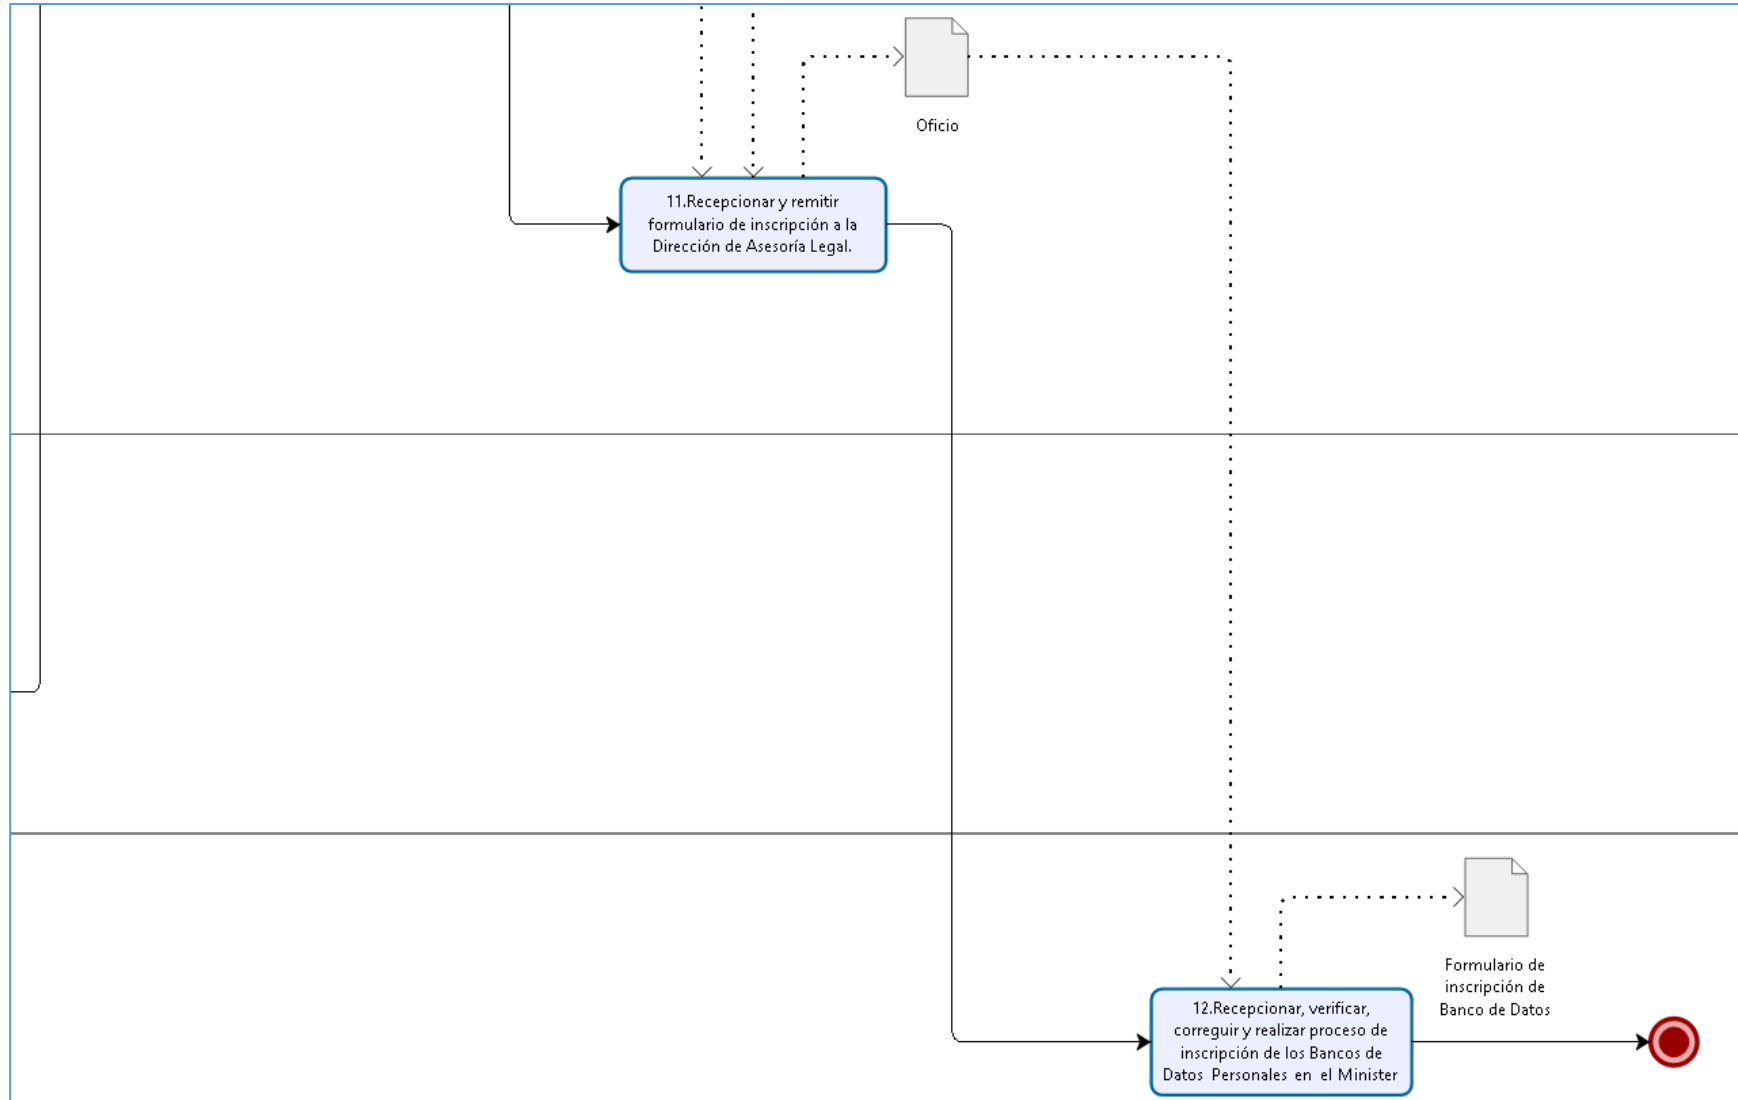 Oficio
11.Recepcionar y remitir
formulario de inscripción a la
Dirección de Asesoría Legal.
Formulario de
inscripción de
Banco de Datos
12.Recepcionar, verificar,
correguir y realizar proceso de
inscripción de los Bancos de
Datos Personales en el Minister